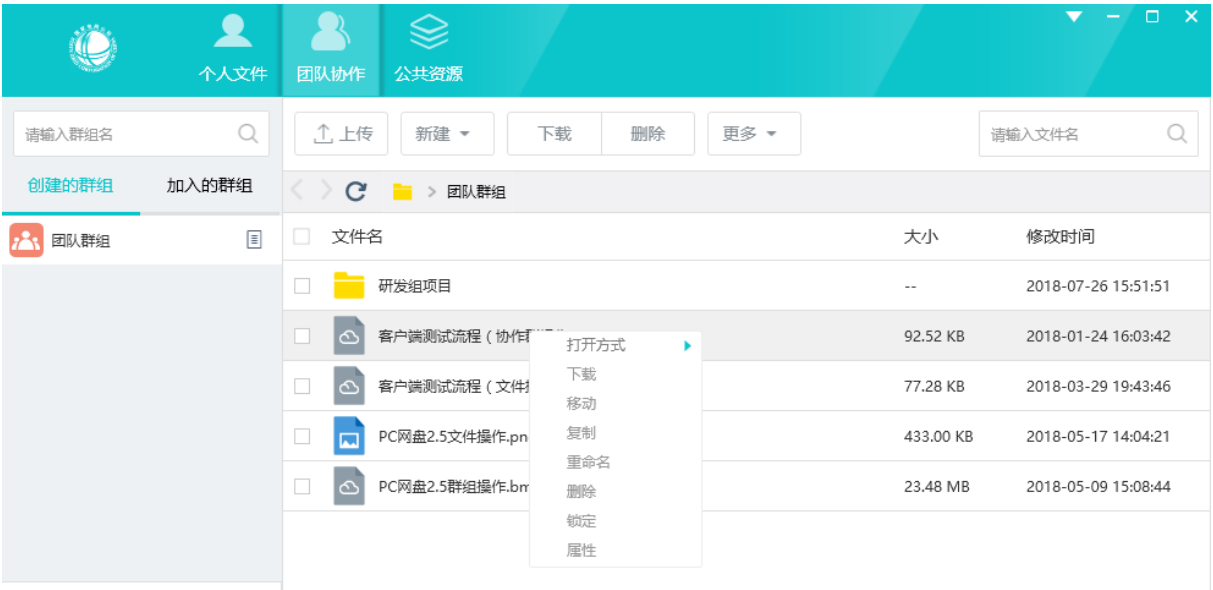 个人文件
团队协作
公共资源
请输入群组名
上传
新建
下载
删除
更多
请输入文件名
创建的群组
加入的群组
> 团队群组
团队群组
文件名
大小
修改时间
研发组项目
--
2018-07-26 15:51:51
客户端测试流程(协作
92.52 KB
2018-01-24 16:03:42
客户端测试流程(文件
77.28 KB
2018-03-29 19:43:46
PC网盘2.5文件操作.pn
433.00 KB
2018-05-17 14:04:21
PC网盘2.5群组操作.bm
23.48 MB
2018-05-09 15:08:44
打开方式
下载
移动
复制
重命名
删除
锁定
属性